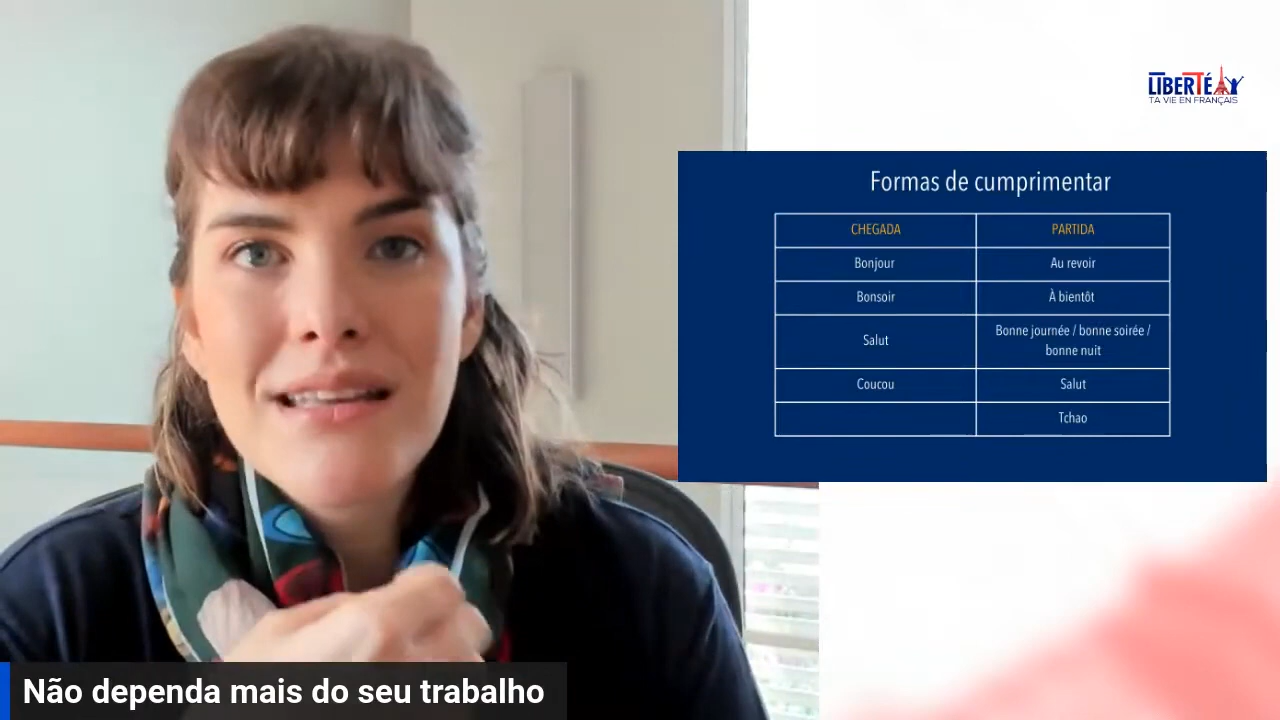 LIBERTÉ
TA VIE EN FRANÇAIS
Formas de cumprimentar
CHEGADA PARTIDA
Bonjour Au revoir
Bonsoir À bientôt
Salut Bonne journée / bonne soirée /
bonne nuit
Coucou Salut
Tchao
Não dependa mais do seu trabalho